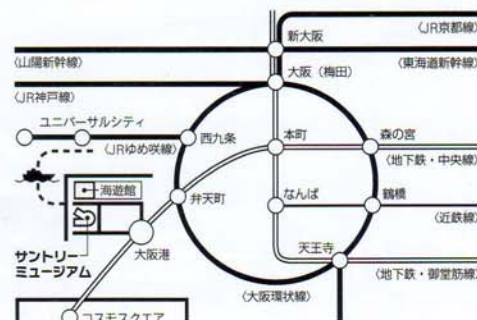 〈JR京都線〉
新大阪
〈山陽新幹線〉
〈東海道新幹線〉
大阪（梅田）
〈JR神戸線〉
ユニバーサルシティ
西九条
本町
森の宮
〈JRゆめ咲線〉
〈地下鉄・中央線〉
海遊館
弁天町
なんば
鶴橋
〈近鉄線〉
サントリー
ミュージアム
大阪港
天王寺
〈地下鉄・御堂筋線〉
〈大阪環状線〉
コスモスクエア